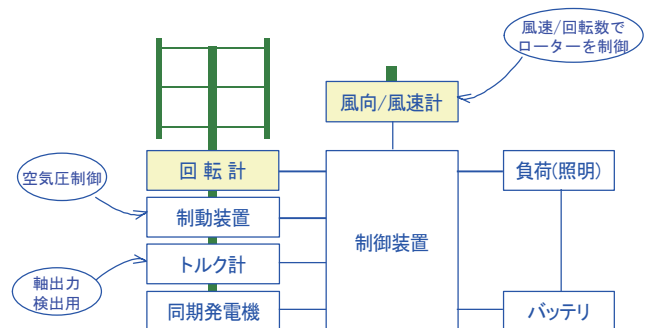 風速/回転数で
ローターを制御
風向/風速計
空気圧制御
回転計
負荷(照明)
制動装置
制御装置
トルク計
軸出力
検出用
同期発電機
バッテリ